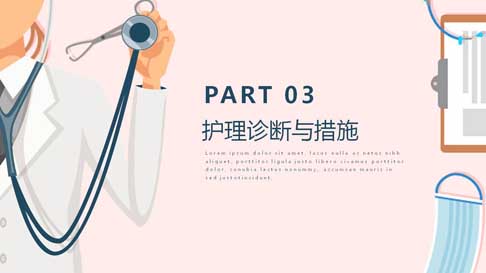 PART 03
护理诊断与措施
Lorem ipsum dolor sit amet, lacus nulla ac netus nibh
aliquet, porttitor ligula justo libero vivamus porttitor
dolor, conubia lectus nonummy, accumsan mauris in
sed justotincidunt.